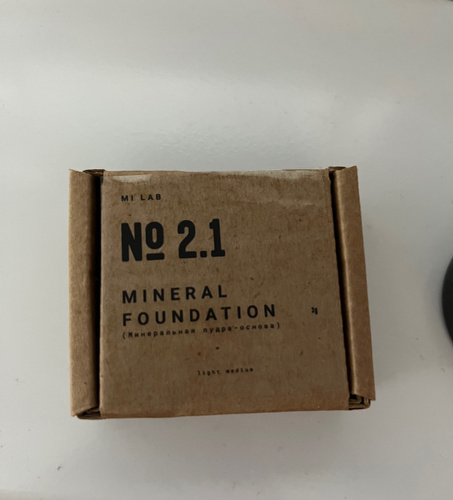 MI LAB
№ 2.1
MINERAL
FOUNDATION
(Минеральная пудра-основа)
light medium